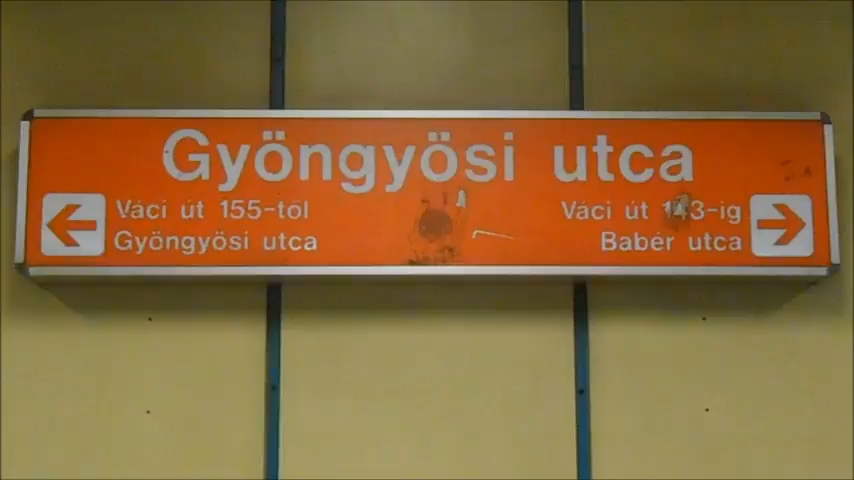 Gyöngyösi utca
Váci út 155-től
Gyöngyösi utca
Váci út 143-ig
Babér utca